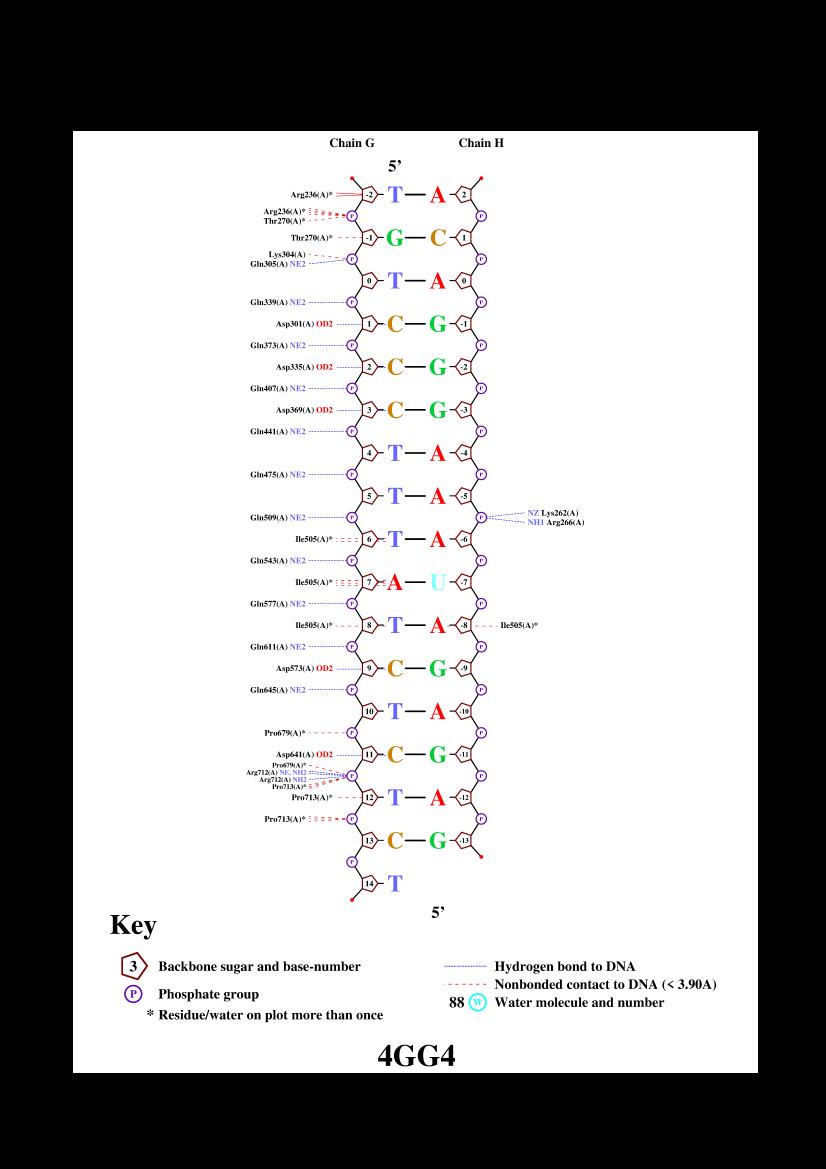 Chain G Chain H
5’
Arg236(A)* -2 T A 2
Arg236(A)* P P
Thr270(A)*
Thr270(A)* -1 G C 1
Lys304(A) P P
Gln305(A) NE2
0 T A 0
Gln339(A) NE2 P P
Asp301(A) OD2 1 C G -1
Gln373(A) NE2 P P
Asp335(A) OD2 2 C G -2
Gln407(A) NE2 P P
Asp369(A) OD2 3 C G -3
Gln441(A) NE2 P P
4 T A -4
Gln475(A) NE2 P P
5 T A -5
Gln509(A) NE2 P P NZ Lys262(A)
NH1 Arg266(A)
Ile505(A)* 6 T A -6
Gln543(A) NE2 P P
Ile505(A)* 7 A U -7
Gln577(A) NE2 P P
Ile505(A)* 8 T A -8 Ile505(A)*
Gln611(A) NE2 P P
Asp573(A) OD2 9 C G -9
Gln645(A) NE2 P P
10 T A -10
Pro679(A)* P P
Asp641(A) OD2 11 C G -11
Pro679(A)*
Arg712(A) NE, NH2 P P
Arg712(A) NH2
Pro713(A)*
Pro713(A)* 12 T A -12
Pro713(A)* P P
13 C G -13
P
14 T
5’
Key
3 Backbone sugar and base-number
P Phosphate group
* Residue/water on plot more than once
Hydrogen bond to DNA
Nonbonded contact to DNA (< 3.90A)
88 W Water molecule and number
4GG4